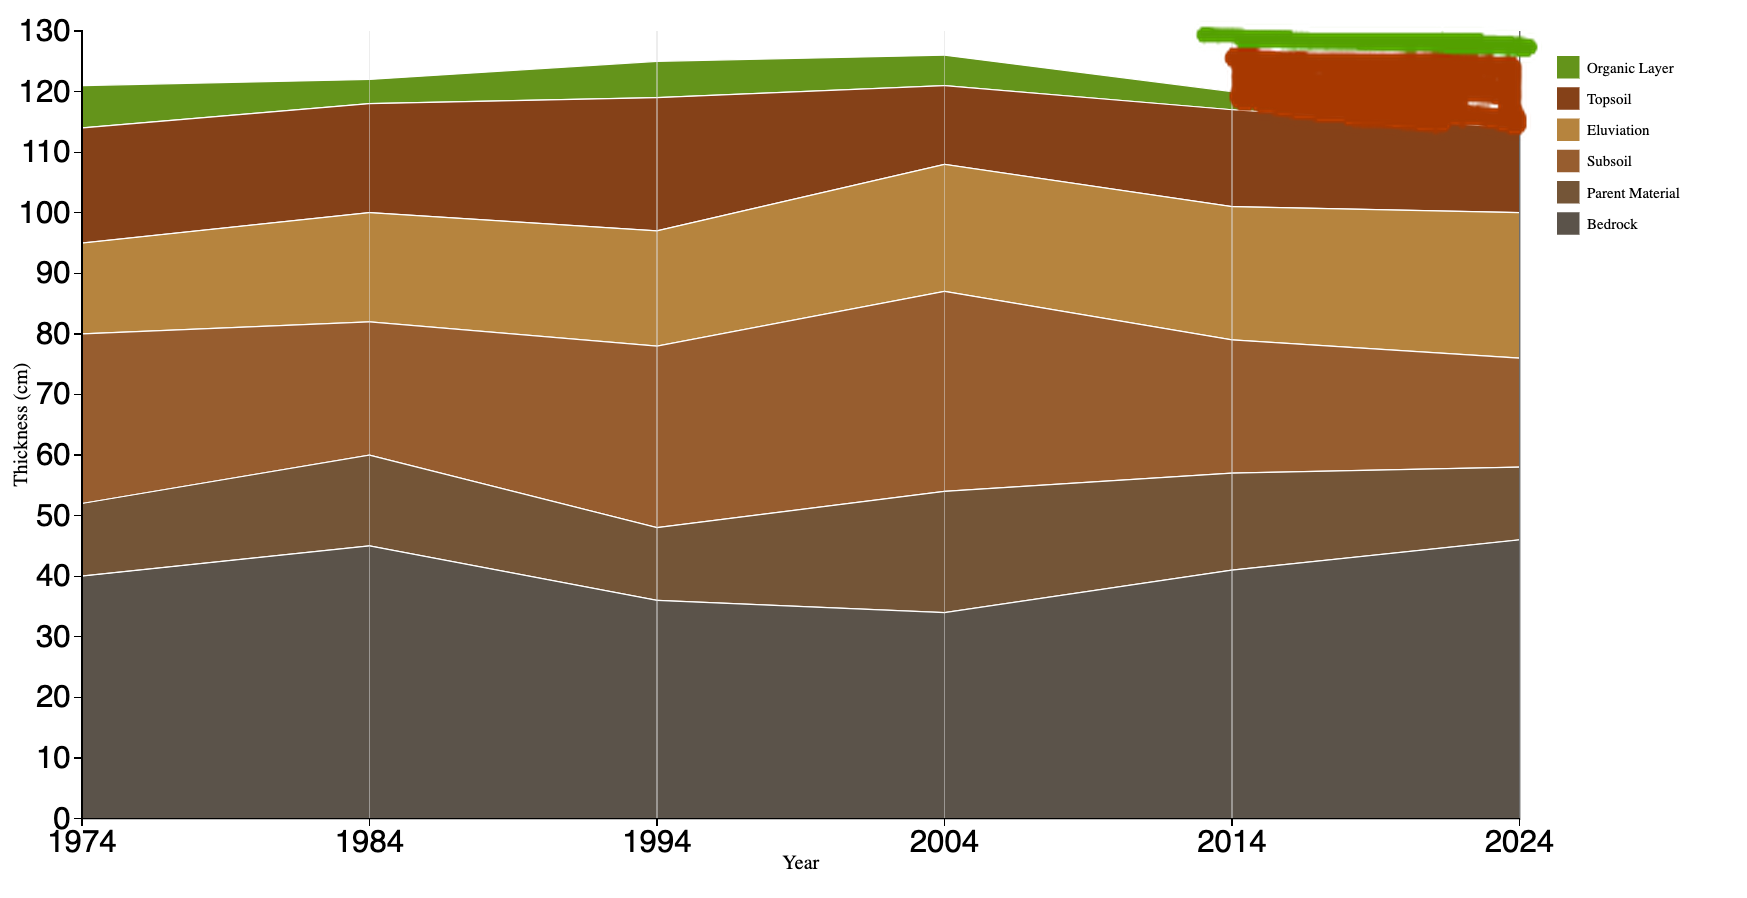 130
120
110
100
90
80
70
60
50
40
30
20
10
0
Thickness (cm)
1974 1984 1994 2004 2014 2024
Year
Organic Layer
Topsoil
Eluviation
Subsoil
Parent Material
Bedrock